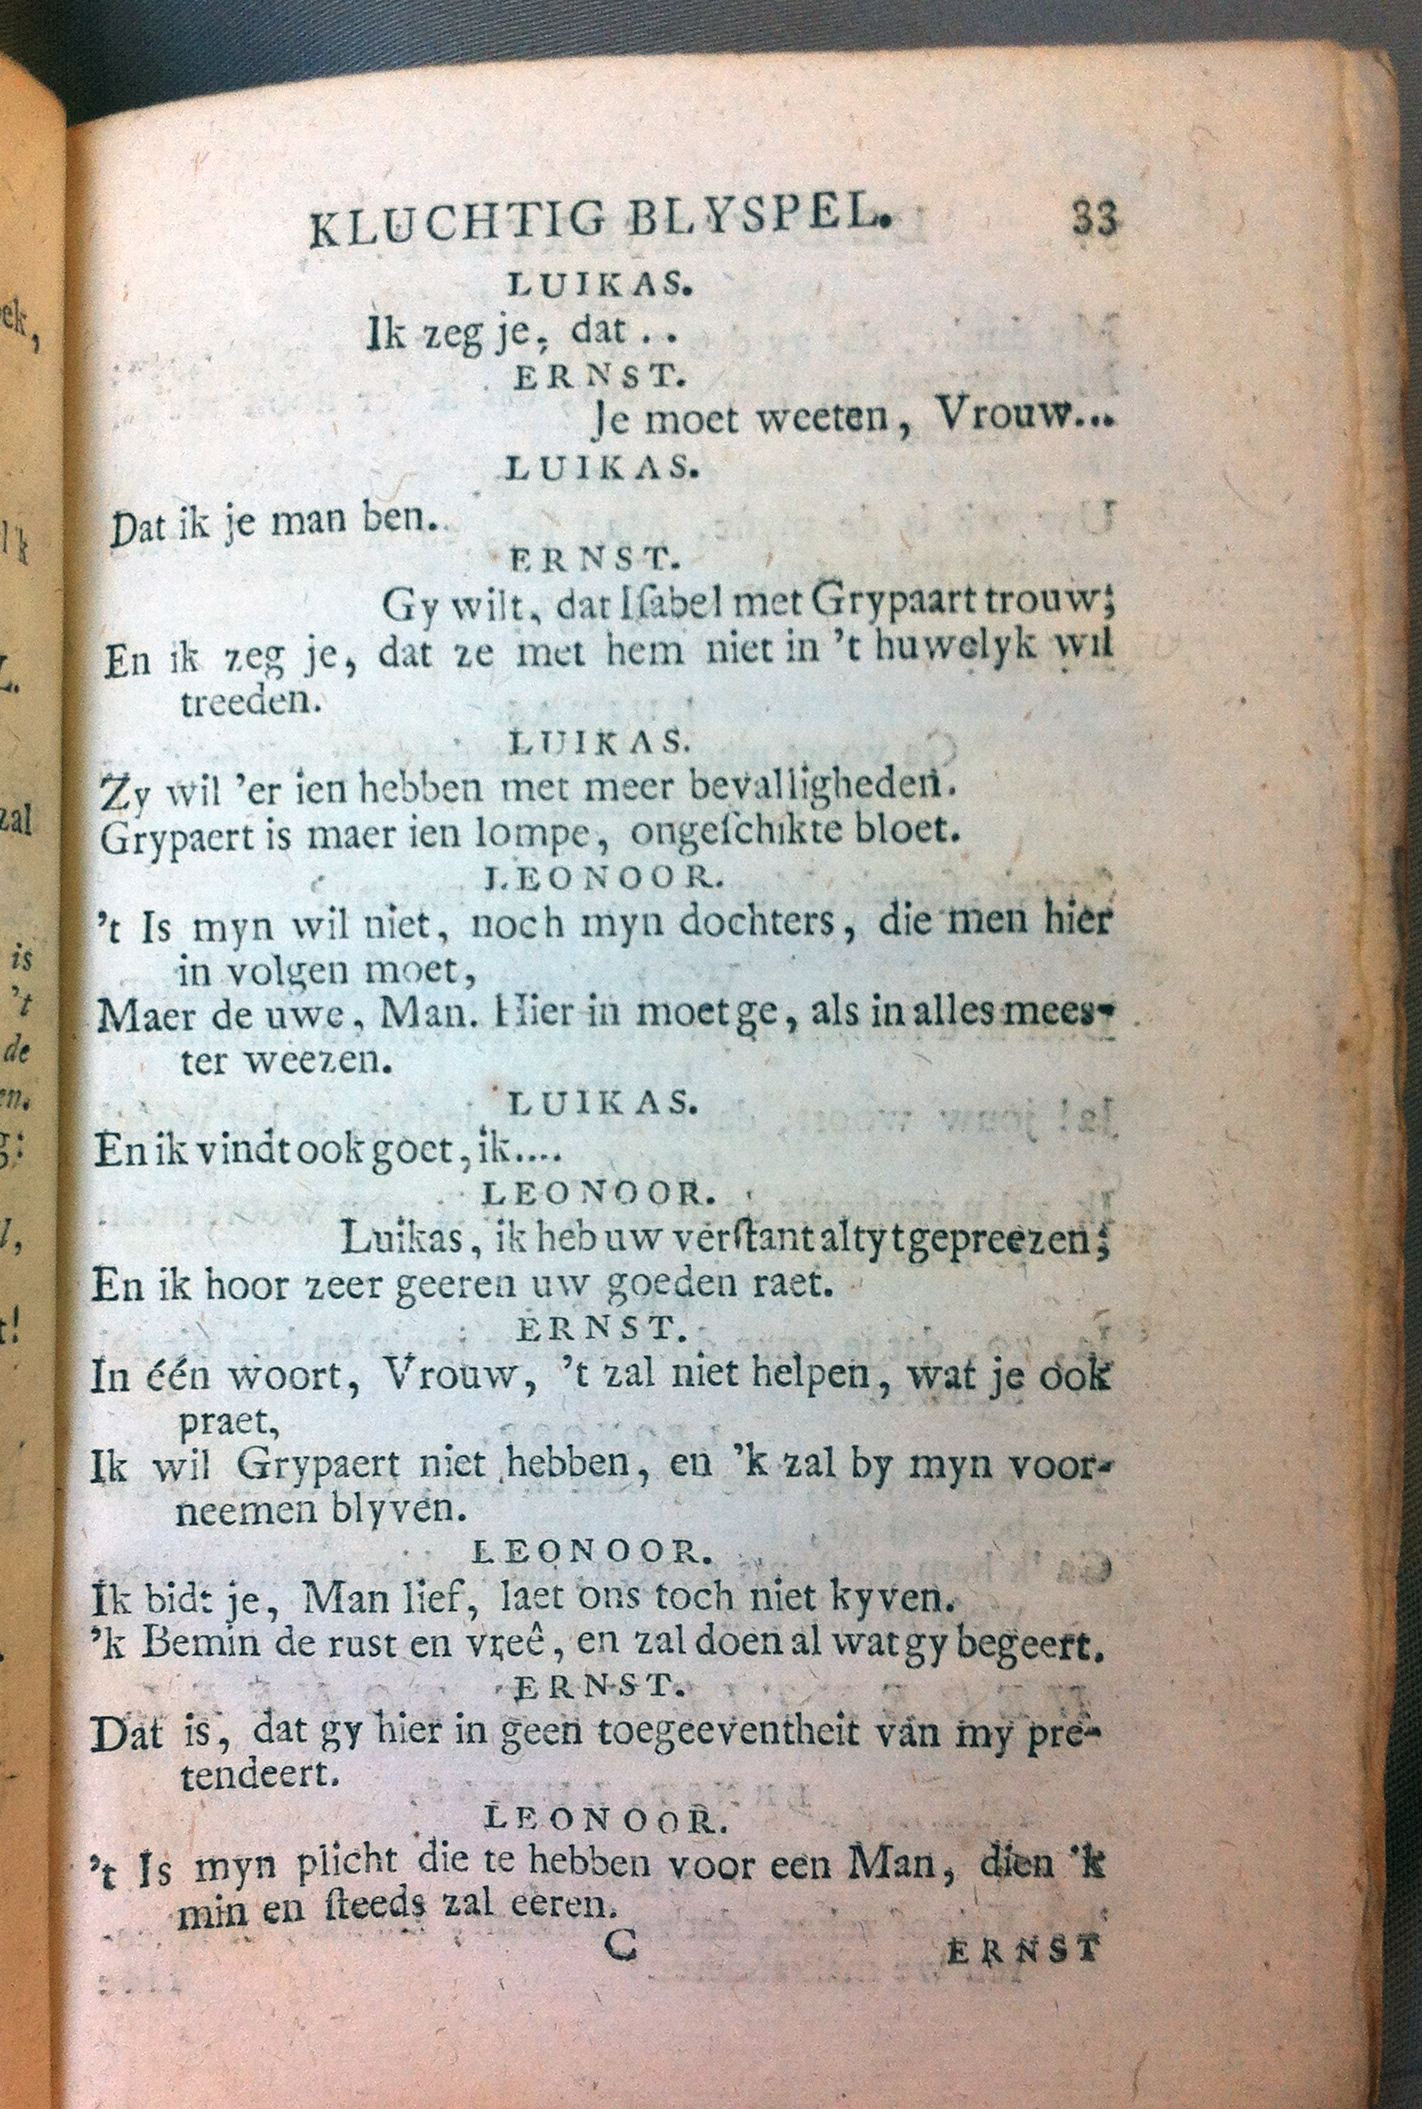 KLUCHTIG BLYSPEL. 33
LUIKAS.
Ik zeg je, dat . .
ERNST.
Je moet weeten, Vrouw...
LUIKAS.
Dat ik je man ben.
ERNST.
Gy wilt, dat Iſabel met Grypaart trouw;
En ik zeg je, dat ze met hem niet in 't huwelyk wil
treeden.
LUIKAS.
Zy wil 'er ien hebben met meer bevalligheden.
Grypaert is maer ien lompe, ongeſchikte bloet.
LEONOOR.
't Is myn wil niet, noch myn dochters, die men hier
in volgen moet,
Maer de uwe, Man. Hier in moet ge, als in alles mees-
ter weezen.
LUIKAS.
En ik vindt ook goet, ik....
LEONOOR.
Luikas, ik heb uw verſtant altyt gepreezen;
En ik hoor zeer geeren uw goeden raet.
ERNST.
In één woort, Vrouw, 't zal niet helpen, wat je ook
praet,
Ik wil Grypaert niet hebben, en 'k zal by myn voor-
neemen blyven.
LEONOOR.
Ik bidt je, Man lief, laet ons toch niet kyven.
'k Bemin de rust en vreê, en zal doen al wat gy begeert.
ERNST.
Dat is, dat gy hier in geen toegeeventheit van my pre-
tendeert.
LEONOOR.
't Is myn plicht die te hebben voor een Man, dien 'k
min en ſteeds zal eeren.
C ERNST
ek,
zal
is
't
de
en.